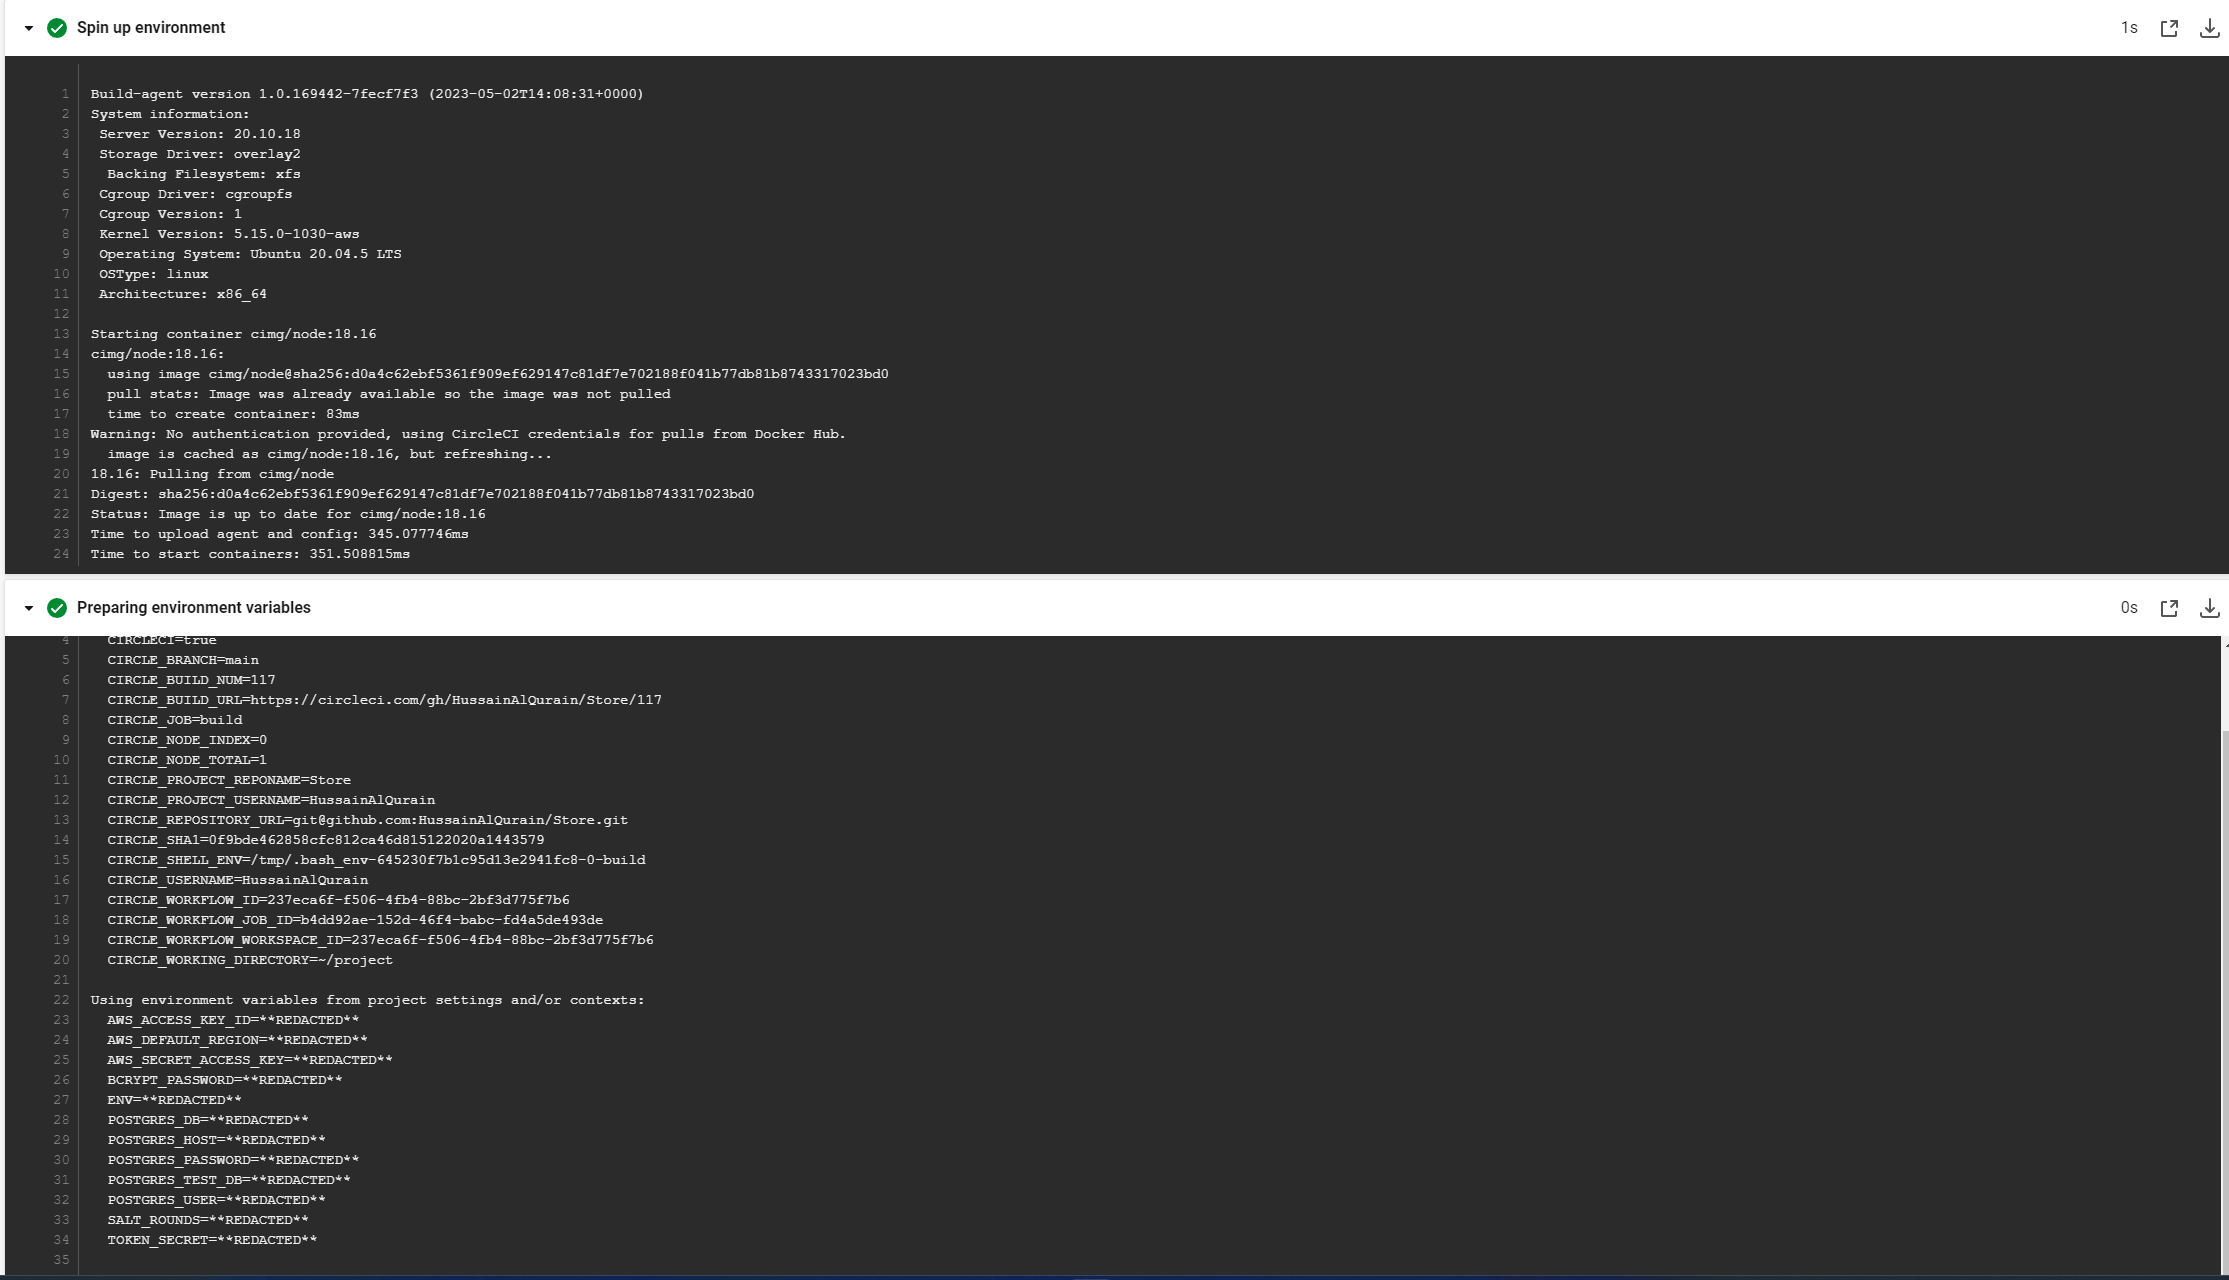 Spin up environment
1s
1 Build-agent version 1.0.169442-7fecf7f3 (2023-05-02T14:08:31+0000)
2 System information:
3 Server Version: 20.10.18
4 Storage Driver: overlay2
5 Backing Filesystem: xfs
6 Cgroup Driver: cgroupfs
7 Cgroup Version: 1
8 Kernel Version: 5.15.0-1030-aws
9 Operating System: Ubuntu 20.04.5 LTS
10 OSType: linux
11 Architecture: x86_64
12
13 Starting container cimg/node:18.16
14 cimg/node:18.16:
15 using image cimg/node@sha256:d0a4c62ebf5361f909ef629147c81df7e702188f041b77db81b8743317023bd0
16 pull stats: Image was already available so the image was not pulled
17 time to create container: 83ms
18 Warning: No authentication provided, using CircleCI credentials for pulls from Docker Hub.
19 image is cached as cimg/node:18.16, but refreshing...
20 18.16: Pulling from cimg/node
21 Digest: sha256:d0a4c62ebf5361f909ef629147c81df7e702188f041b77db81b8743317023bd0
22 Status: Image is up to date for cimg/node:18.16
23 Time to upload agent and config: 345.077746ms
24 Time to start containers: 351.508815ms
Preparing environment variables
0s
4 CIRCLECI=true
5 CIRCLE_BRANCH=main
6 CIRCLE_BUILD_NUM=117
7 CIRCLE_BUILD_URL=https://circleci.com/gh/HussainAlQurain/Store/117
8 CIRCLE_JOB=build
9 CIRCLE_NODE_INDEX=0
10 CIRCLE_NODE_TOTAL=1
11 CIRCLE_PROJECT_REPONAME=Store
12 CIRCLE_PROJECT_USERNAME=HussainAlQurain
13 CIRCLE_REPOSITORY_URL=git@github.com:HussainAlQurain/Store.git
14 CIRCLE_SHA1=0f9bde462858cfc812ca46d815122020a1443579
15 CIRCLE_SHELL_ENV=/tmp/.bash_env-645230f7b1c95d13e2941fc8-0-build
16 CIRCLE_USERNAME=HussainAlQurain
17 CIRCLE_WORKFLOW_ID=237eca6f-f506-4fb4-88bc-2bf3d775f7b6
18 CIRCLE_WORKFLOW_JOB_ID=b4dd92ae-152d-46f4-babc-fd4a5de493de
19 CIRCLE_WORKFLOW_WORKSPACE_ID=237eca6f-f506-4fb4-88bc-2bf3d775f7b6
20 CIRCLE_WORKING_DIRECTORY=~/project
21
22 Using environment variables from project settings and/or contexts:
23 AWS_ACCESS_KEY_ID=**REDACTED**
24 AWS_DEFAULT_REGION=**REDACTED**
25 AWS_SECRET_ACCESS_KEY=**REDACTED**
26 BCRYPT_PASSWORD=**REDACTED**
27 ENV=**REDACTED**
28 POSTGRES_DB=**REDACTED**
29 POSTGRES_HOST=**REDACTED**
30 POSTGRES_PASSWORD=**REDACTED**
31 POSTGRES_TEST_DB=**REDACTED**
32 POSTGRES_USER=**REDACTED**
33 SALT_ROUNDS=**REDACTED**
34 TOKEN_SECRET=**REDACTED**
35